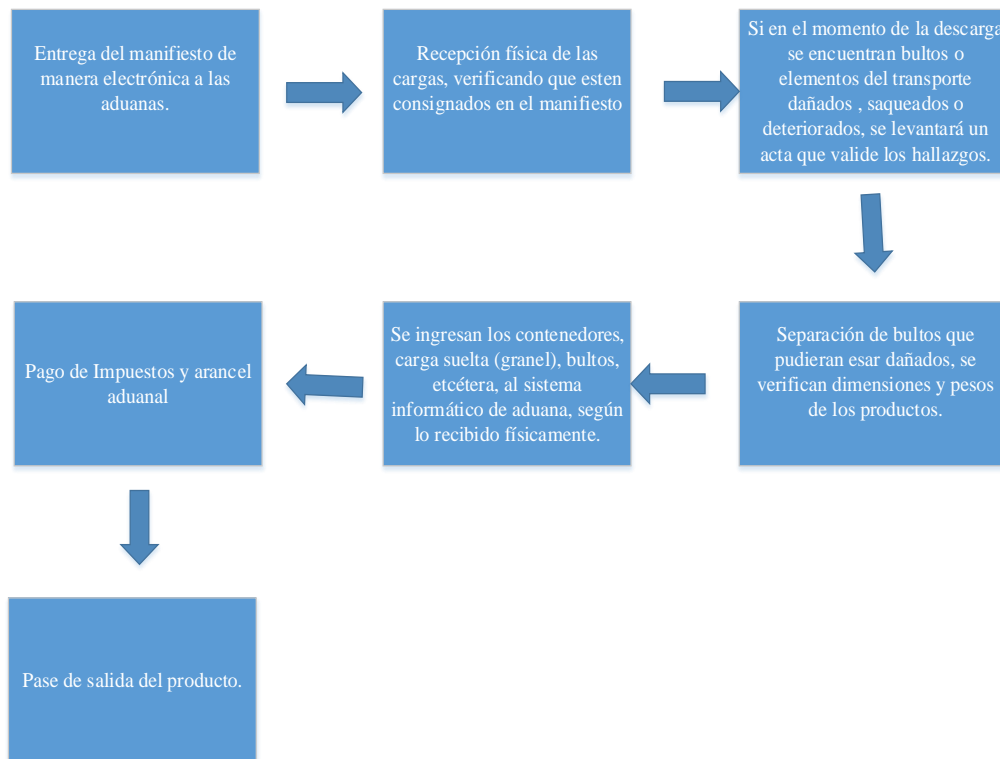 Entrega del manifiesto de
manera electrónica a las
aduanas.
Recepción física de las
cargas, verificando que esten
consignados en el manifiesto
Si en el momento de la descarga
se encuentran bultos o
elementos del transporte
dañados , saqueados o
deteriorados, se levantará un
acta que valide los hallazgos.
Separación de bultos que
pudieran esar dañados, se
verifican dimensiones y pesos
de los productos.
Se ingresan los contenedores,
carga suelta (granel), bultos,
etcétera, al sistema
informático de aduana, según
lo recibido físicamente.
Pago de Impuestos y arancel
aduanal
Pase de salida del producto.